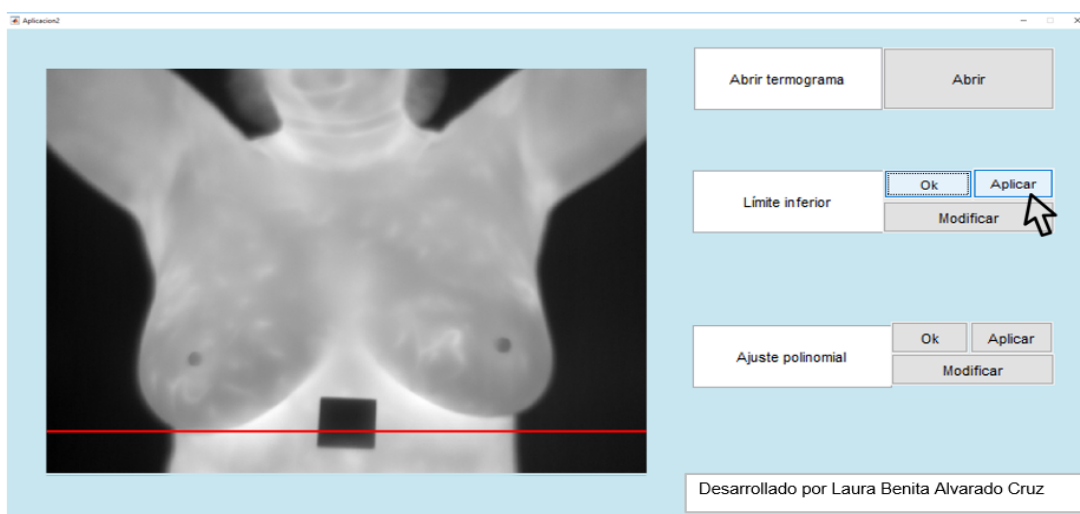 Aplicacion2
Abrir termograma
Abrir
Límite inferior
Ok
Aplicar
Modificar
Ajuste polinomial
Ok
Aplicar
Modificar
Desarrollado por Laura Benita Alvarado Cruz